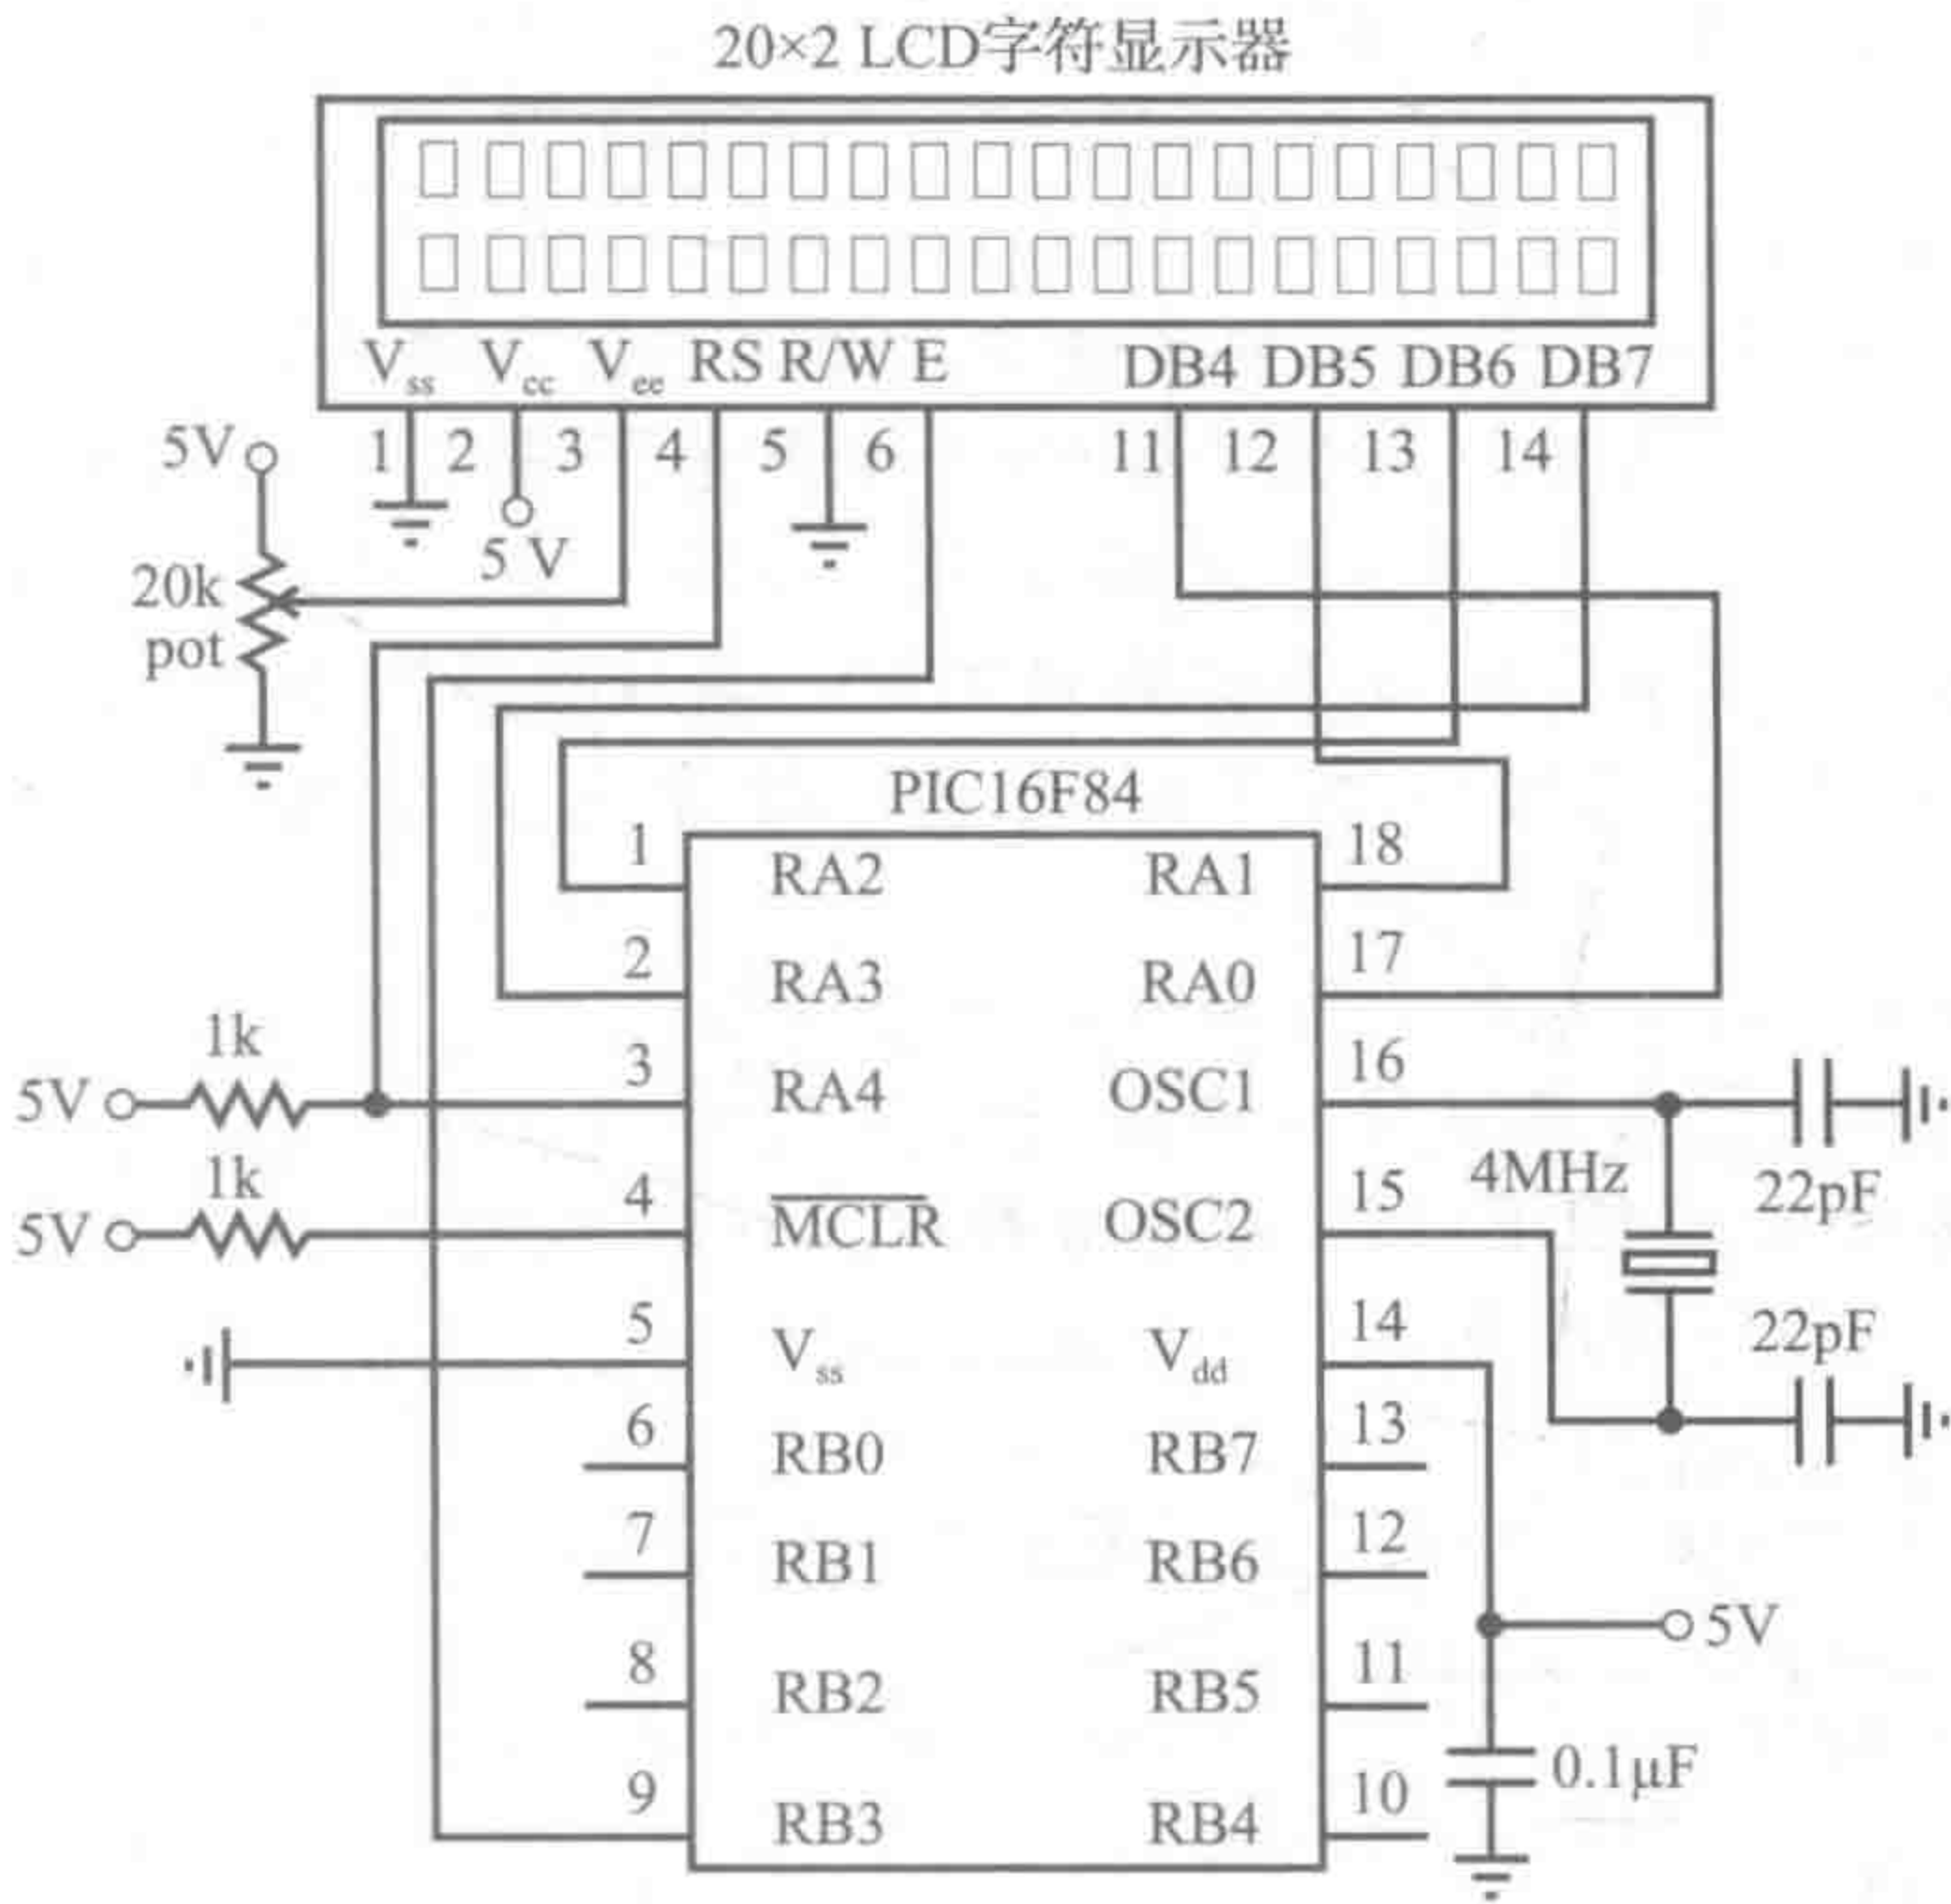 20×2 LCD字符显示器
Vss Vcc Vee RS R/W E DB4 DB5 DB6 DB7
1 2 3 4 5 6 11 12 13 14
5V
5 V
20k
pot
PIC16F84
1 RA2 RA1 18
2 RA3 RA0 17
1k
5V 3 RA4 OSC1 16
1k
5V 4 MCLR OSC2 15
4MHz
22pF
22pF
5 Vss Vdd 14
6 RB0 RB7 13
7 RB1 RB6 12
5V
8 RB2 RB5 11
0.1μF
9 RB3 RB4 10